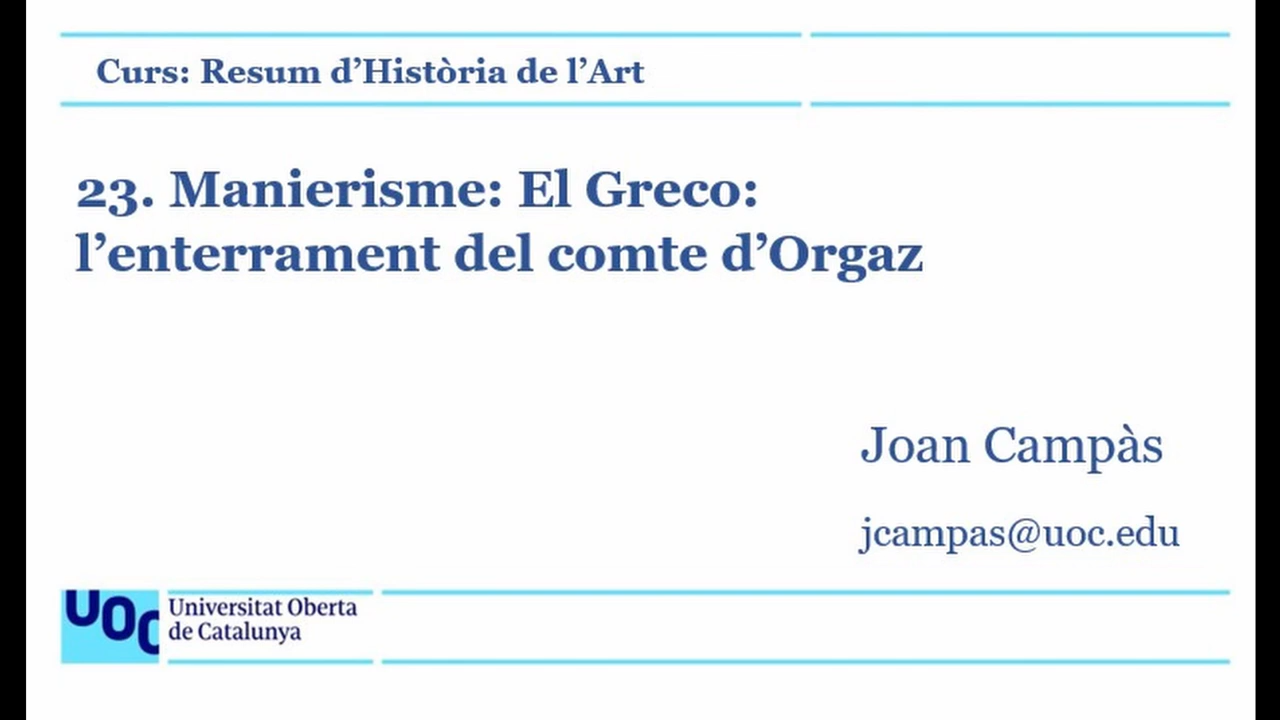 Curs: Resum d’Història de l’Art
23. Manierisme: El Greco:
l’enterrament del comte d’Orgaz
Joan Campàs
jcampas@uoc.edu
UOC
Universitat Oberta
de Catalunya